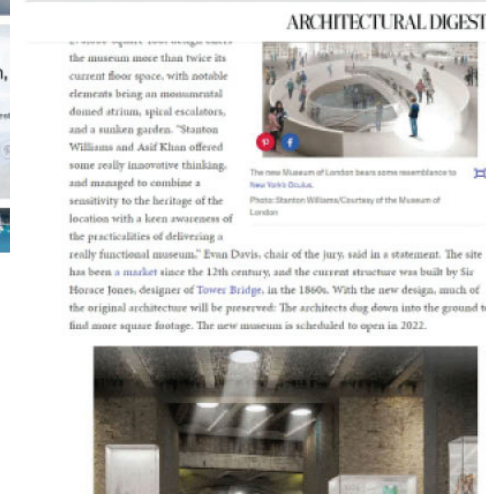 ARCHITECTURAL DIGEST
the museum more than twice its
current floor space, with notable
elements being an monumental
domed atrium, spiral escalators,
and a sunken garden. "Stanton
Williams and Asif Khan offered
some really innovative thinking,
and managed to combine a
sensitivity to the heritage of the
location with a keen awareness of
the practicalities of delivering a
The new Museum of London bears some resemblance to
New York's Oculus.
Photo: Stanton Williams/Courtesy of the Museum of
London
really functional museum," Evan Davis, chair of the jury, said in a statement. The site
has been a market since the 12th century, and the current structure was built by Sir
Horace Jones, designer of Tower Bridge, in the 1860s. With the new design, much of
the original architecture will be preserved: The architects dug down into the ground to
find more square footage. The new museum is scheduled to open in 2022.